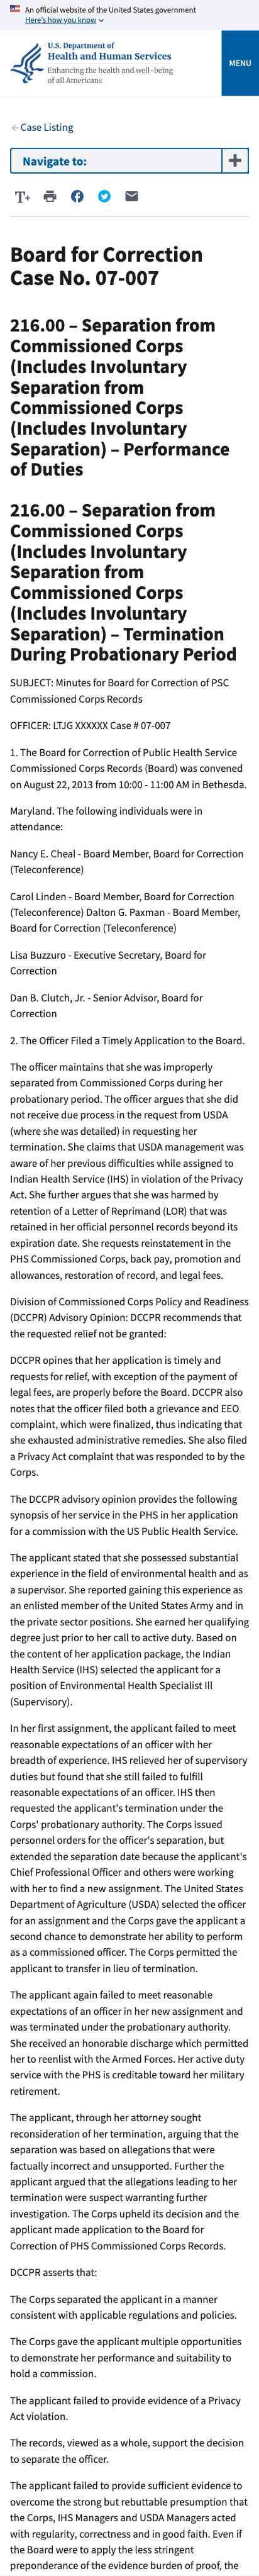 An official website of the United States government
Here's how you know
U.S. Department of
Health and Human Services
Enhancing the health and well-being
of all Americans
MENU
Case Listing
Navigate to:
T+
Board for Correction
Case No. 07-007
216.00 – Separation from
Commissioned Corps
(Includes Involuntary
Separation from
Commissioned Corps
(Includes Involuntary
Separation) – Performance
of Duties
216.00 – Separation from
Commissioned Corps
(Includes Involuntary
Separation from
Commissioned Corps
(Includes Involuntary
Separation) – Termination
During Probationary Period
SUBJECT: Minutes for Board for Correction of PSC
Commissioned Corps Records
OFFICER: LTJG XXXXXX Case # 07-007
1. The Board for Correction of Public Health Service
Commissioned Corps Records (Board) was convened
on August 22, 2013 from 10:00 - 11:00 AM in Bethesda.
Maryland. The following individuals were in
attendance:
Nancy E. Cheal - Board Member, Board for Correction
(Teleconference)
Carol Linden - Board Member, Board for Correction
(Teleconference) Dalton G. Paxman - Board Member,
Board for Correction (Teleconference)
Lisa Buzzuro - Executive Secretary, Board for
Correction
Dan B. Clutch, Jr. - Senior Advisor, Board for
Correction
2. The Officer Filed a Timely Application to the Board.
The officer maintains that she was improperly
separated from Commissioned Corps during her
probationary period. The officer argues that she did
not receive due process in the request from USDA
(where she was detailed) in requesting her
termination. She claims that USDA management was
aware of her previous difficulties while assigned to
Indian Health Service (IHS) in violation of the Privacy
Act. She further argues that she was harmed by
retention of a Letter of Reprimand (LOR) that was
retained in her official personnel records beyond its
expiration date. She requests reinstatement in the
PHS Commissioned Corps, back pay, promotion and
allowances, restoration of record, and legal fees.
Division of Commissioned Corps Policy and Readiness
(DCCPR) Advisory Opinion: DCCPR recommends that
the requested relief not be granted:
DCCPR opines that her application is timely and
requests for relief, with exception of the payment of
legal fees, are properly before the Board. DCCPR also
notes that the officer filed both a grievance and EEO
complaint, which were finalized, thus indicating that
she exhausted administrative remedies. She also filed
a Privacy Act complaint that was responded to by the
Corps.
The DCCPR advisory opinion provides the following
synopsis of her service in the PHS in her application
for a commission with the US Public Health Service.
The applicant stated that she possessed substantial
experience in the field of environmental health and as
a supervisor. She reported gaining this experience as
an enlisted member of the United States Army and in
the private sector positions. She earned her qualifying
degree just prior to her call to active duty. Based on
the content of her application package, the Indian
Health Service (IHS) selected the applicant for a
position of Environmental Health Specialist Ill
(Supervisory).
In her first assignment, the applicant failed to meet
reasonable expectations of an officer with her
breadth of experience. IHS relieved her of supervisory
duties but found that she still failed to fulfill
reasonable expectations of an officer. IHS then
requested the applicant's termination under the
Corps' probationary authority. The Corps issued
personnel orders for the officer's separation, but
extended the separation date because the applicant's
Chief Professional Officer and others were working
with her to find a new assignment. The United States
Department of Agriculture (USDA) selected the officer
for an assignment and the Corps gave the applicant a
second chance to demonstrate her ability to perform
as a commissioned officer. The Corps permitted the
applicant to transfer in lieu of termination.
The applicant again failed to meet reasonable
expectations of an officer in her new assignment and
was terminated under the probationary authority.
She received an honorable discharge which permitted
her to reenlist with the Armed Forces. Her active duty
service with the PHS is creditable toward her military
retirement.
The applicant, through her attorney sought
reconsideration of her termination, arguing that the
separation was based on allegations that were
factually incorrect and unsupported. Further the
applicant argued that the allegations leading to her
termination were suspect warranting further
investigation. The Corps upheld its decision and the
applicant made application to the Board for
Correction of PHS Commissioned Corps Records.
DCCPR asserts that:
The Corps separated the applicant in a manner
consistent with applicable regulations and policies.
The Corps gave the applicant multiple opportunities
to demonstrate her performance and suitability to
hold a commission.
The applicant failed to provide evidence of a Privacy
Act violation.
The records, viewed as a whole, support the decision
to separate the officer.
The applicant failed to provide sufficient evidence to
overcome the strong but rebuttable presumption that
the Corps, IHS Managers and USDA Managers acted
with regularity, correctness and in good faith. Even if
the Board were to apply the less stringent
preponderance of the evidence burden of proof, the